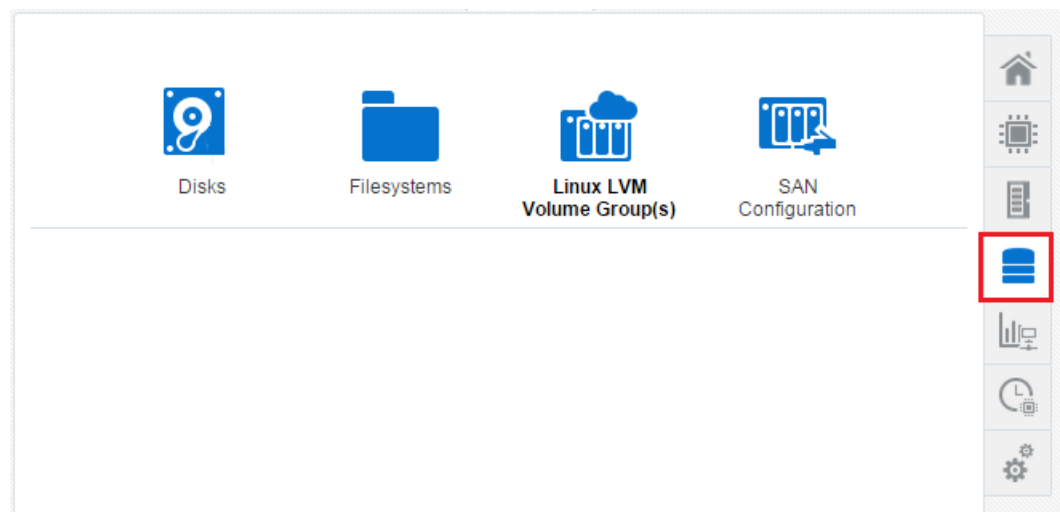 Disks
Filesystems
Linux LVM
Volume Group(s)
SAN
Configuration